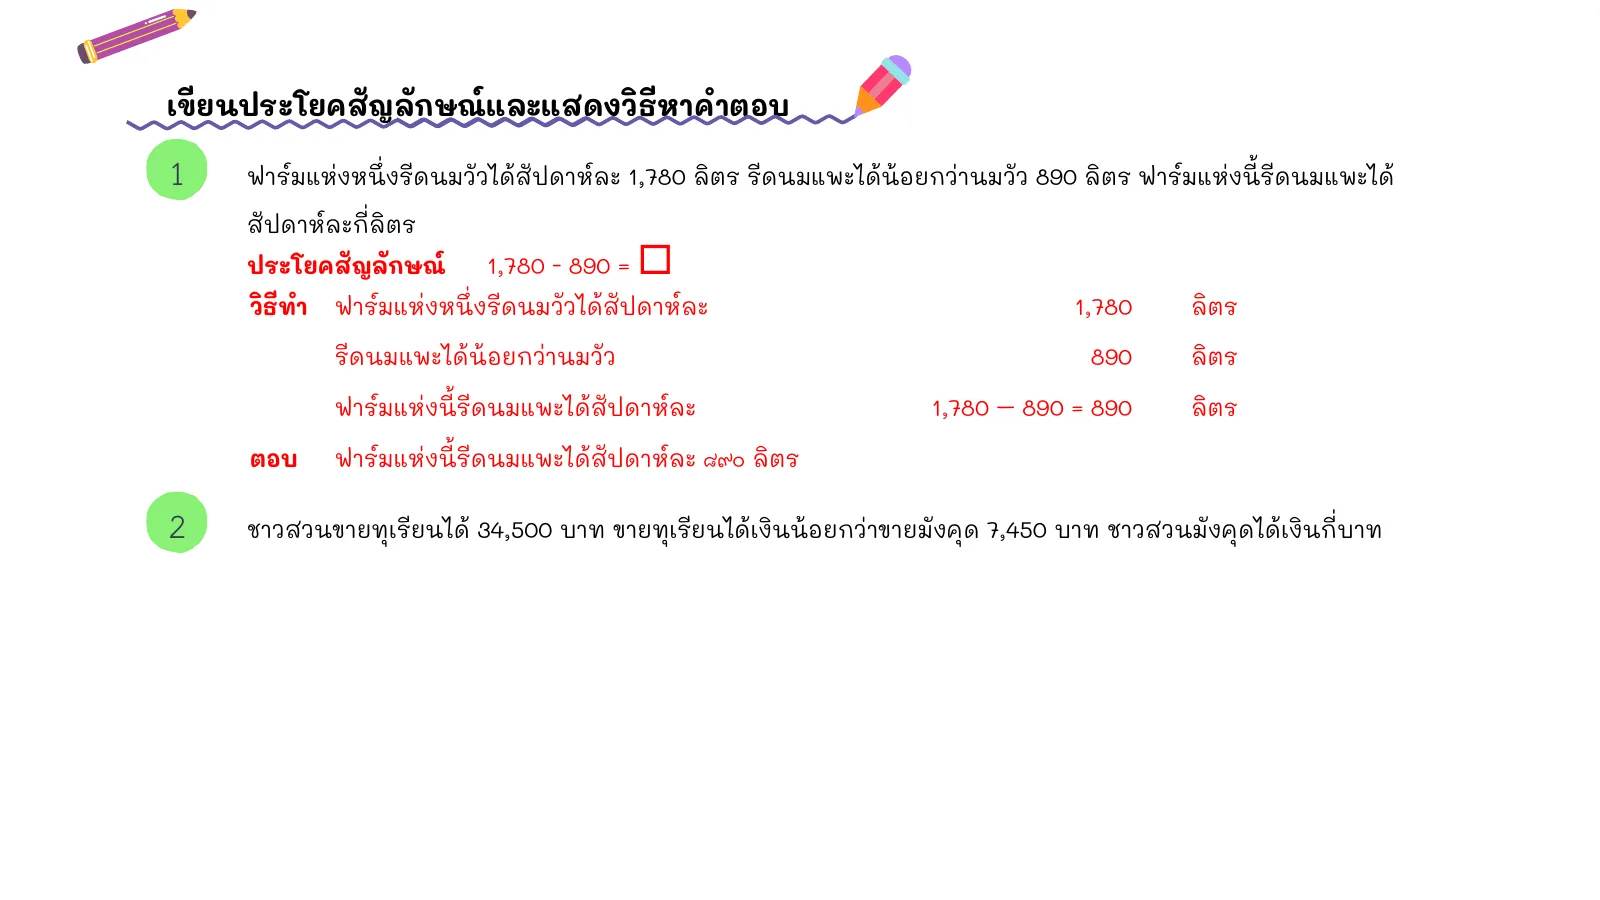 เขียนประโยคสัญลักษณ์และแสดงวิธีหาคำตอบ
1 ฟาร์มแห่งหนึ่งรีดนมวัวได้สัปดาห์ละ 1,780 ลิตร รีดนมแพะได้น้อยกว่านมวัว 890 ลิตร ฟาร์มแห่งนี้รีดนมแพะได้
สัปดาห์ละกี่ลิตร
ประโยคสัญลักษณ์ 1,780 - 890 = □
วิธีทำ ฟาร์มแห่งหนึ่งรีดนมวัวได้สัปดาห์ละ 1,780 ลิตร
รีดนมแพะได้น้อยกว่านมวัว 890 ลิตร
ฟาร์มแห่งนี้รีดนมแพะได้สัปดาห์ละ 1,780 – 890 = 890 ลิตร
ตอบ ฟาร์มแห่งนี้รีดนมแพะได้สัปดาห์ละ ๘๙๐ ลิตร
2 ชาวสวนขายทุเรียนได้ 34,500 บาท ขายทุเรียนได้เงินน้อยกว่าขายมังคุด 7,450 บาท ชาวสวนมังคุดได้เงินกี่บาท